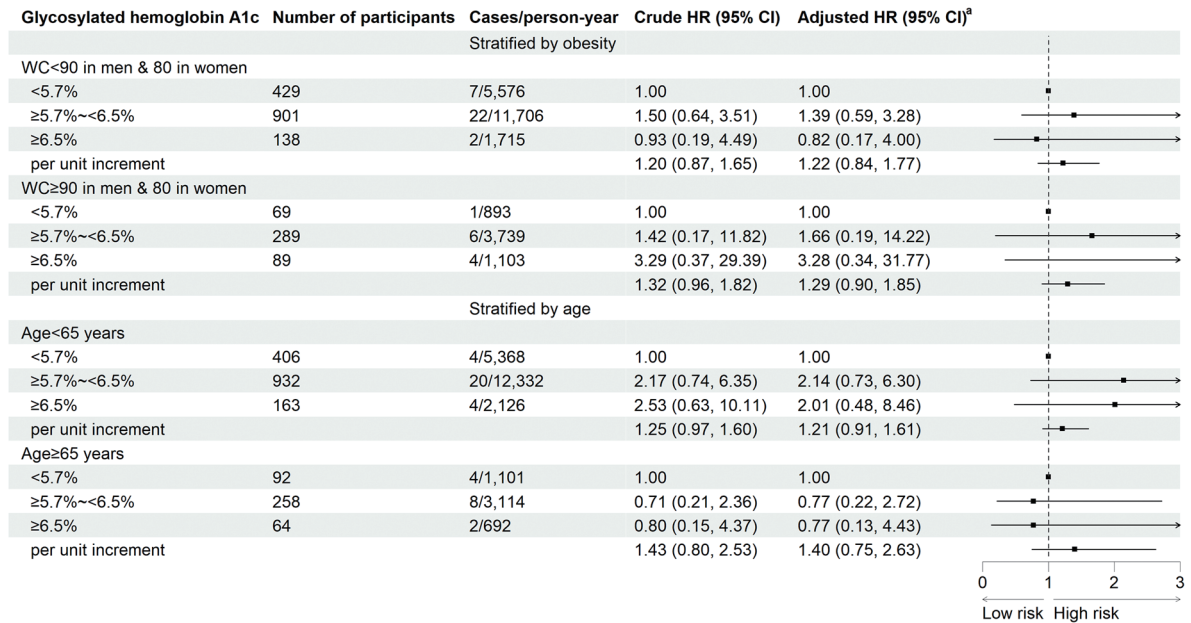 Glycosylated hemoglobin A1c Number of participants Cases/person-year Crude HR (95% CI) Adjusted HR (95% CI)a
Stratified by obesity
WC<90 in men & 80 in women
<5.7% 429 7/5,576 1.00 1.00
≥5.7%~<6.5% 901 22/11,706 1.50 (0.64, 3.51) 1.39 (0.59, 3.28)
≥6.5% 138 2/1,715 0.93 (0.19, 4.49) 0.82 (0.17, 4.00)
per unit increment 1.20 (0.87, 1.65) 1.22 (0.84, 1.77)
WC≥90 in men & 80 in women
<5.7% 69 1/893 1.00 1.00
≥5.7%~<6.5% 289 6/3,739 1.42 (0.17, 11.82) 1.66 (0.19, 14.22)
≥6.5% 89 4/1,103 3.29 (0.37, 29.39) 3.28 (0.34, 31.77)
per unit increment 1.32 (0.96, 1.82) 1.29 (0.90, 1.85)
Stratified by age
Age<65 years
<5.7% 406 4/5,368 1.00 1.00
≥5.7%~<6.5% 932 20/12,332 2.17 (0.74, 6.35) 2.14 (0.73, 6.30)
≥6.5% 163 4/2,126 2.53 (0.63, 10.11) 2.01 (0.48, 8.46)
per unit increment 1.25 (0.97, 1.60) 1.21 (0.91, 1.61)
Age≥65 years
<5.7% 92 4/1,101 1.00 1.00
≥5.7%~<6.5% 258 8/3,114 0.71 (0.21, 2.36) 0.77 (0.22, 2.72)
≥6.5% 64 2/692 0.80 (0.15, 4.37) 0.77 (0.13, 4.43)
per unit increment 1.43 (0.80, 2.53) 1.40 (0.75, 2.63)
0 1 2 3
Low risk High risk